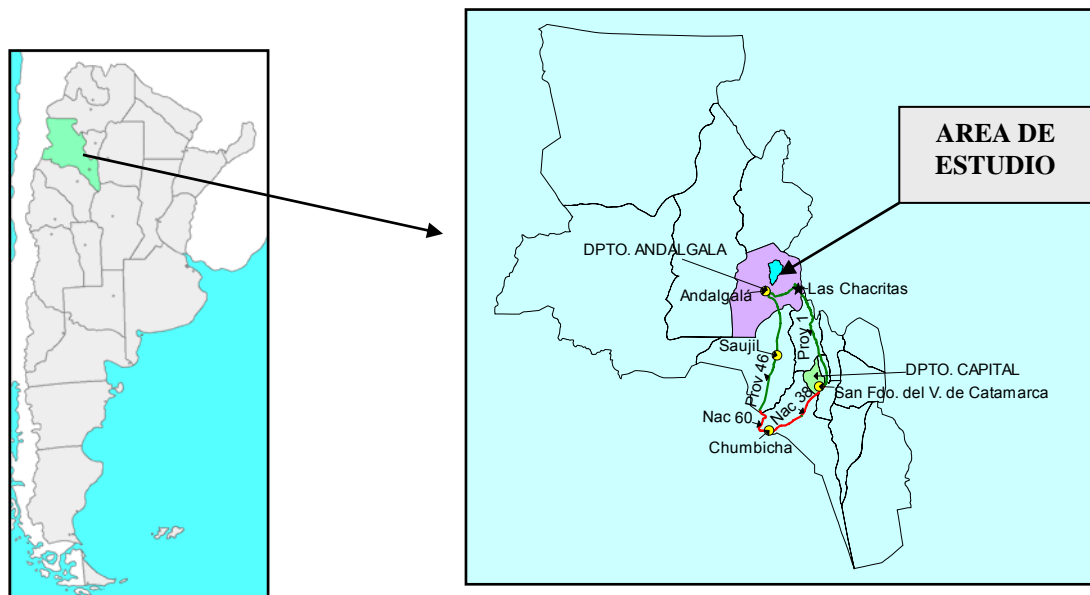 AREA DE
ESTUDIO
DPTO. ANDALGALA
Andalgalá
Las Chacritas
Prov 1
Saujil
Prov 46
DPTO. CAPITAL
San Fdo. del V. de Catamarca
Nac 38
Nac 60
Chumbicha